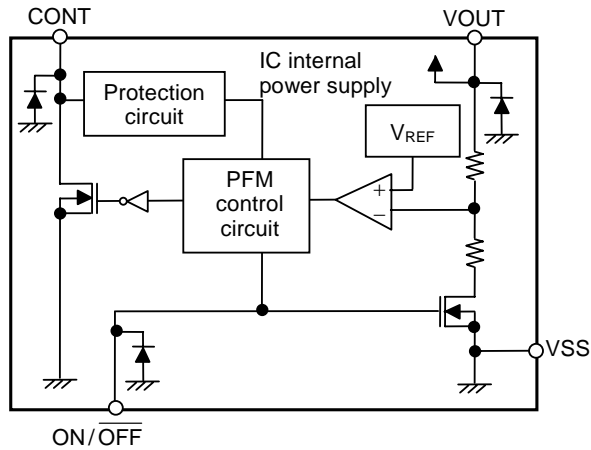 CONT
VOUT
IC internal
power supply
Protection
circuit
VREF
PFM
control
circuit
+
−
VSS
ON/OFF